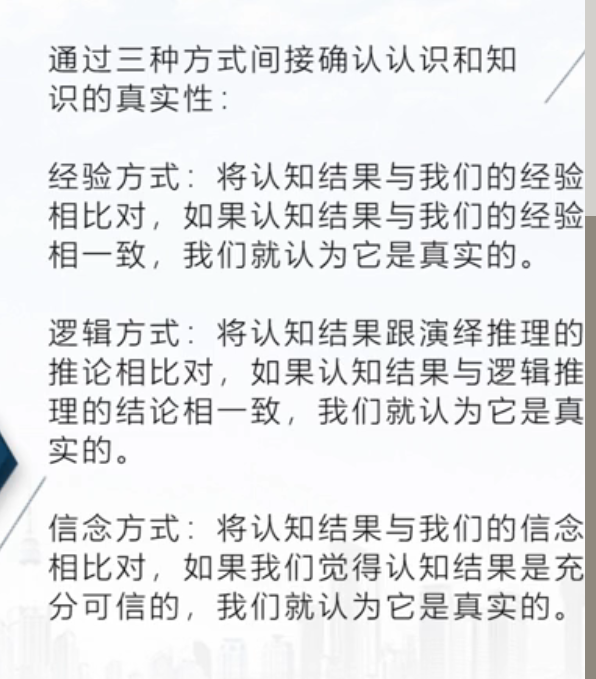 通过三种方式间接确认认识和知
识的真实性：
经验方式：将认知结果与我们的经验
相比对，如果认知结果与我们的经验
相一致，我们就认为它是真实的。
逻辑方式：将认知结果跟演绎推理的
推论相比对，如果认知结果与逻辑推
理的结论相一致，我们就认为它是真
实的。
信念方式：将认知结果与我们的信念
相比对，如果我们觉得认知结果是充
分可信的，我们就认为它是真实的。